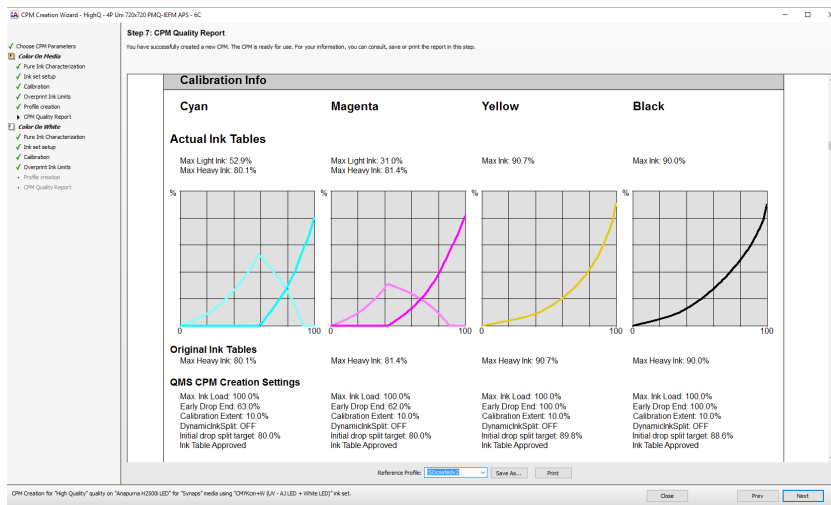 CPM Creation Wizard - HighQ - 4P Uni 720x720 PMQ-IEFM APS - 6C
Choose CPM Parameters
Color On Media
Pure Ink Characterization
Ink set setup
Calibration
Overprint Ink Limits
Profile creation
CPM Quality Report
Color On White
Pure Ink Characterization
Ink set setup
Calibration
Overprint Ink Limits
Profile creation
CPM Quality Report
Step 7: CPM Quality Report
You have successfully created a new CPM. The CPM is ready for use. For your information, you can consult, save or print the report in this step.
Calibration Info
Cyan Magenta Yellow Black
Actual Ink Tables
Max Light Ink: 52.9% Max Light Ink: 31.0% Max Ink: 90.7% Max Ink: 90.0%
Max Heavy Ink: 80.1% Max Heavy Ink: 81.4%
% % % %
100 0 100 0 100 0 100
Original Ink Tables
Max Heavy Ink: 80.1% Max Heavy Ink: 81.4% Max Heavy Ink: 90.7% Max Heavy Ink: 90.0%
QMS CPM Creation Settings
Max. Ink Load: 100.0% Max. Ink Load: 100.0% Max. Ink Load: 100.0% Max. Ink Load: 100.0%
Early Drop End: 63.0% Early Drop End: 62.0% Early Drop End: 100.0% Early Drop End: 100.0%
Calibration Extent: 10.0% Calibration Extent: 10.0% Calibration Extent: 10.0% Calibration Extent: 10.0%
DynamicInkSplit: OFF DynamicInkSplit: OFF DynamicInkSplit: OFF DynamicInkSplit: OFF
Initial drop split target: 80.0% Initial drop split target: 80.0% Initial drop split target: 89.8% Initial drop split target: 88.6%
Ink Table Approved Ink Table Approved Ink Table Approved Ink Table Approved
Reference Profile: ISOcoatedv2 Save As... Print
CPM Creation for "High Quality" quality on "Anapurna H2500i LED" for "Synaps" media using "CMYKcm+W (UV - AJ LED + White LED)" ink set.
Close Prev Next